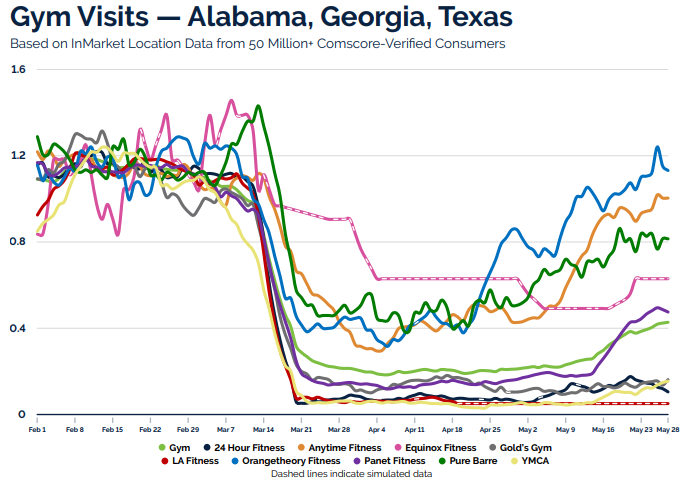 Gym Visits — Alabama, Georgia, Texas
Based on InMarket Location Data from 50 Million+ Comscore-Verified Consumers
1.6
1.2
0.8
0.4
0
Feb 1 Feb 8 Feb 15 Feb 22 Feb 29 Mar 7 Mar 14 Mar 21 Mar 28 Apr 4 Apr 11 Apr 18 Apr 25 May 2 May 9 May 16 May 23 May 28
Gym 24 Hour Fitness Anytime Fitness Equinox Fitness Gold's Gym
LA Fitness Orangetheory Fitness Panet Fitness Pure Barre YMCA
Dashed lines indicate simulated data